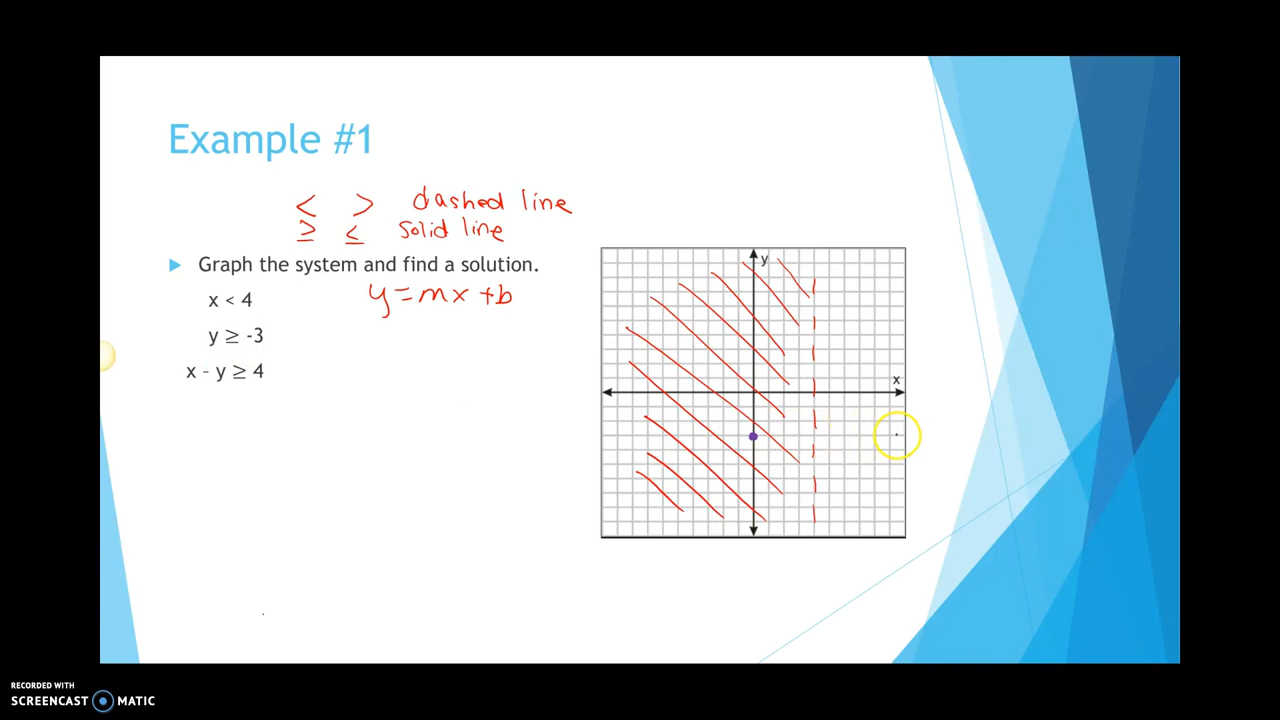 Example #1
< > dashed line
≥ ≤ solid line
Graph the system and find a solution.
x < 4
y = mx + b
y ≥ -3
x - y ≥ 4
y
x
RECORDED WITH
SCREENCAST MATIC